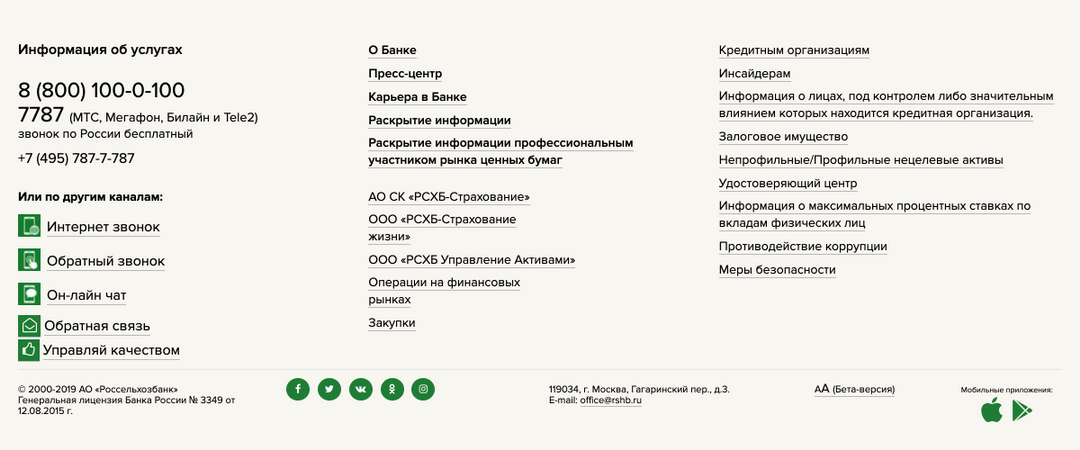 Информация об услугах
8 (800) 100-0-100
7787 (МТС, Мегафон, Билайн и Tele2)
звонок по России бесплатный
+7 (495) 787-7-787
Или по другим каналам:
Интернет звонок
Обратный звонок
Он-лайн чат
Обратная связь
Управляй качеством
О Банке
Пресс-центр
Карьера в Банке
Раскрытие информации
Раскрытие информации профессиональным
участником рынка ценных бумаг
АО СК «РСХБ-Страхование»
ООО «РСХБ-Страхование
жизни»
ООО «РСХБ Управление Активами»
Операции на финансовых
рынках
Закупки
Кредитным организациям
Инсайдерам
Информация о лицах, под контролем либо значительным
влиянием которых находится кредитная организация.
Залоговое имущество
Непрофильные/Профильные нецелевые активы
Удостоверяющий центр
Информация о максимальных процентных ставках по
вкладам физических лиц
Противодействие коррупции
Меры безопасности
© 2000-2019 АО «Россельхозбанк»
Генеральная лицензия Банка России № 3349 от
12.08.2015 г.
119034, г. Москва, Гагаринский пер., д.3.
E-mail: office@rshb.ru
АА (Бета-версия)
Мобильные приложения: